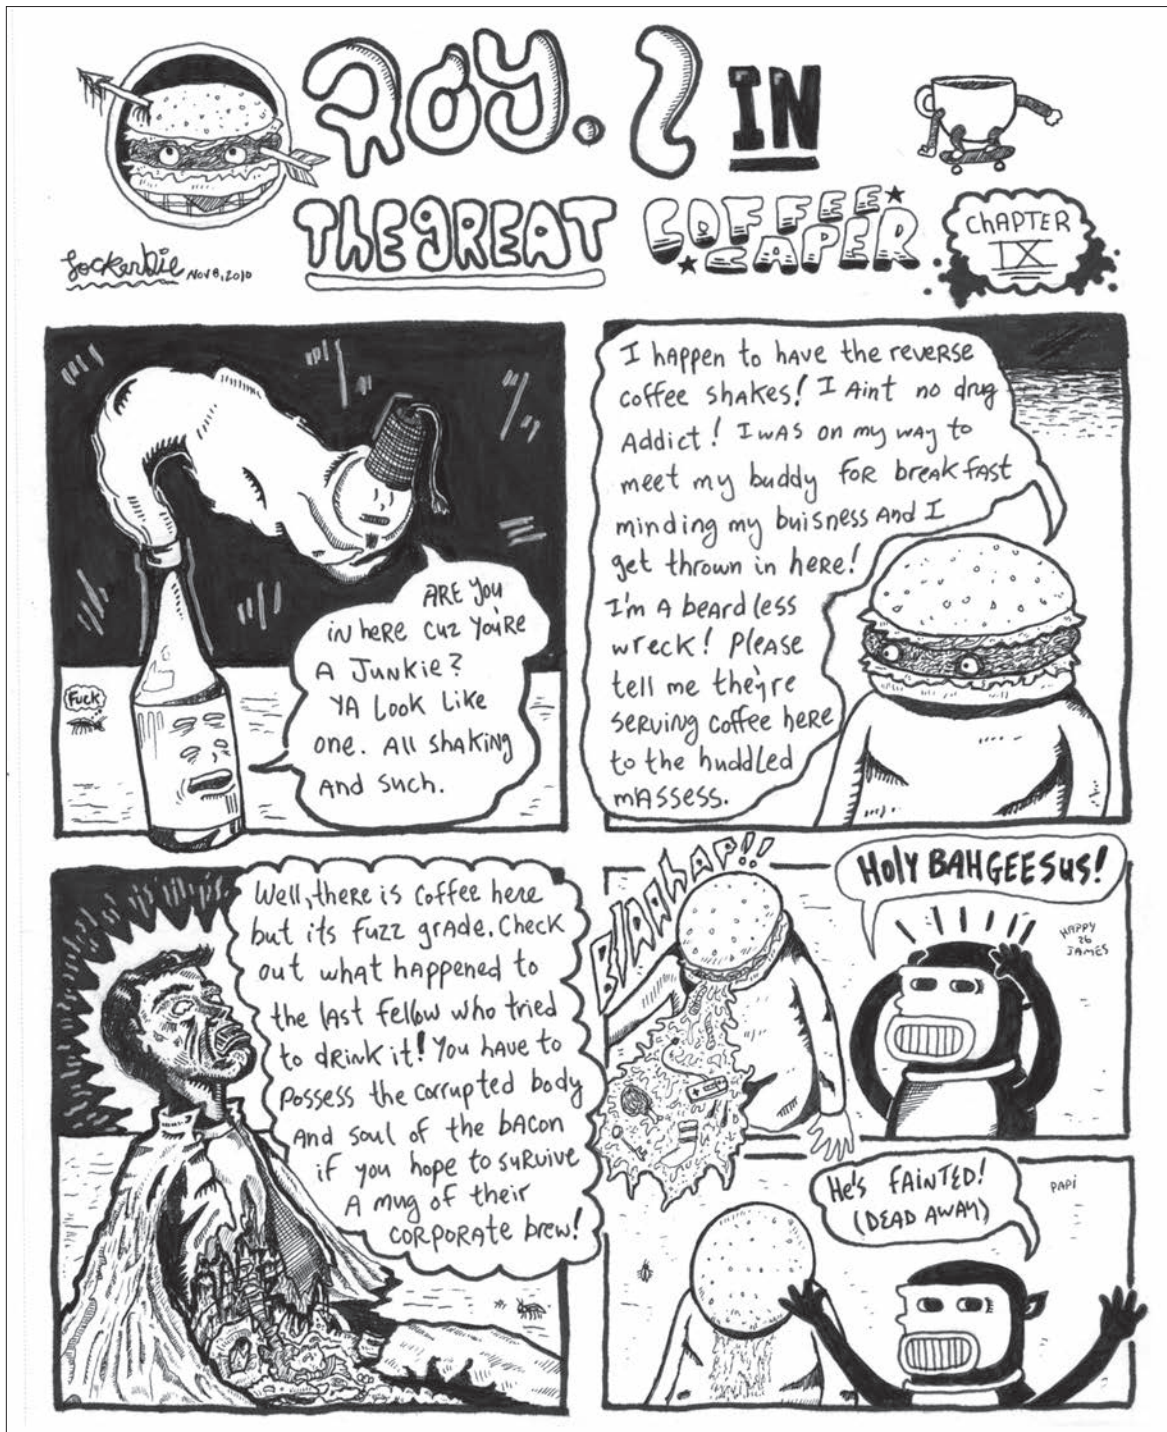 ROY. L IN
THE GREAT
COFFEE
CAPER
CHAPTER
IX
Lockerbie NOV 8, 2010
ARE you
in here cuz you're
A Junkie?
YA Look Like
one. All shaking
And such.
Fuck
I happen to have the reverse
coffee shakes! I Aint no drug
Addict! I was on my way to
meet my buddy for breakfast
minding my buisness And I
get thrown in here!
I'm A beardless
wreck! Please
tell me they're
serving coffee here
to the huddled
mAssess.
Well, there is coffee here
but its fuzz grade. Check
out what happened to
the last fellow who tried
to drink it! You have to
possess the corrupted body
And soul of the bacon
if you hope to survive
A mug of their
corporate brew!
BLAAHAP!!
HOLY BAHGEESUS!
HAPPY
26
JAMES
He's FAINTED!
(DEAD AWAY)
PAPI